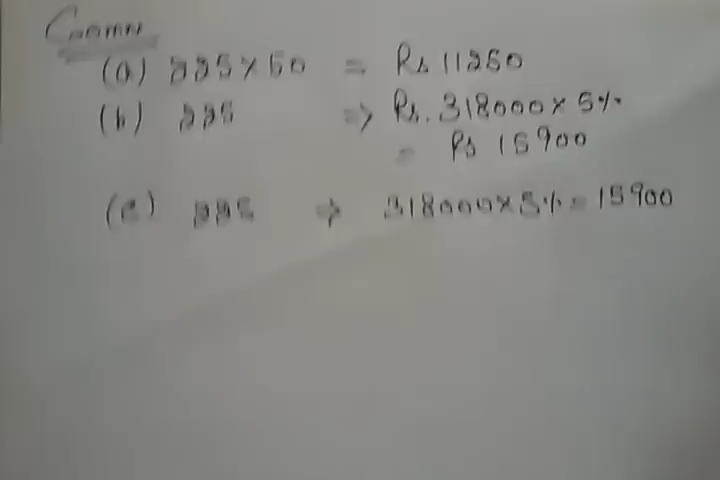 (a) 225 × 50 = Rs 11250
(b) 225 => Rs. 318000 × 5%
= Rs 15900
(c) 225 => 318000 × 5% = 15900